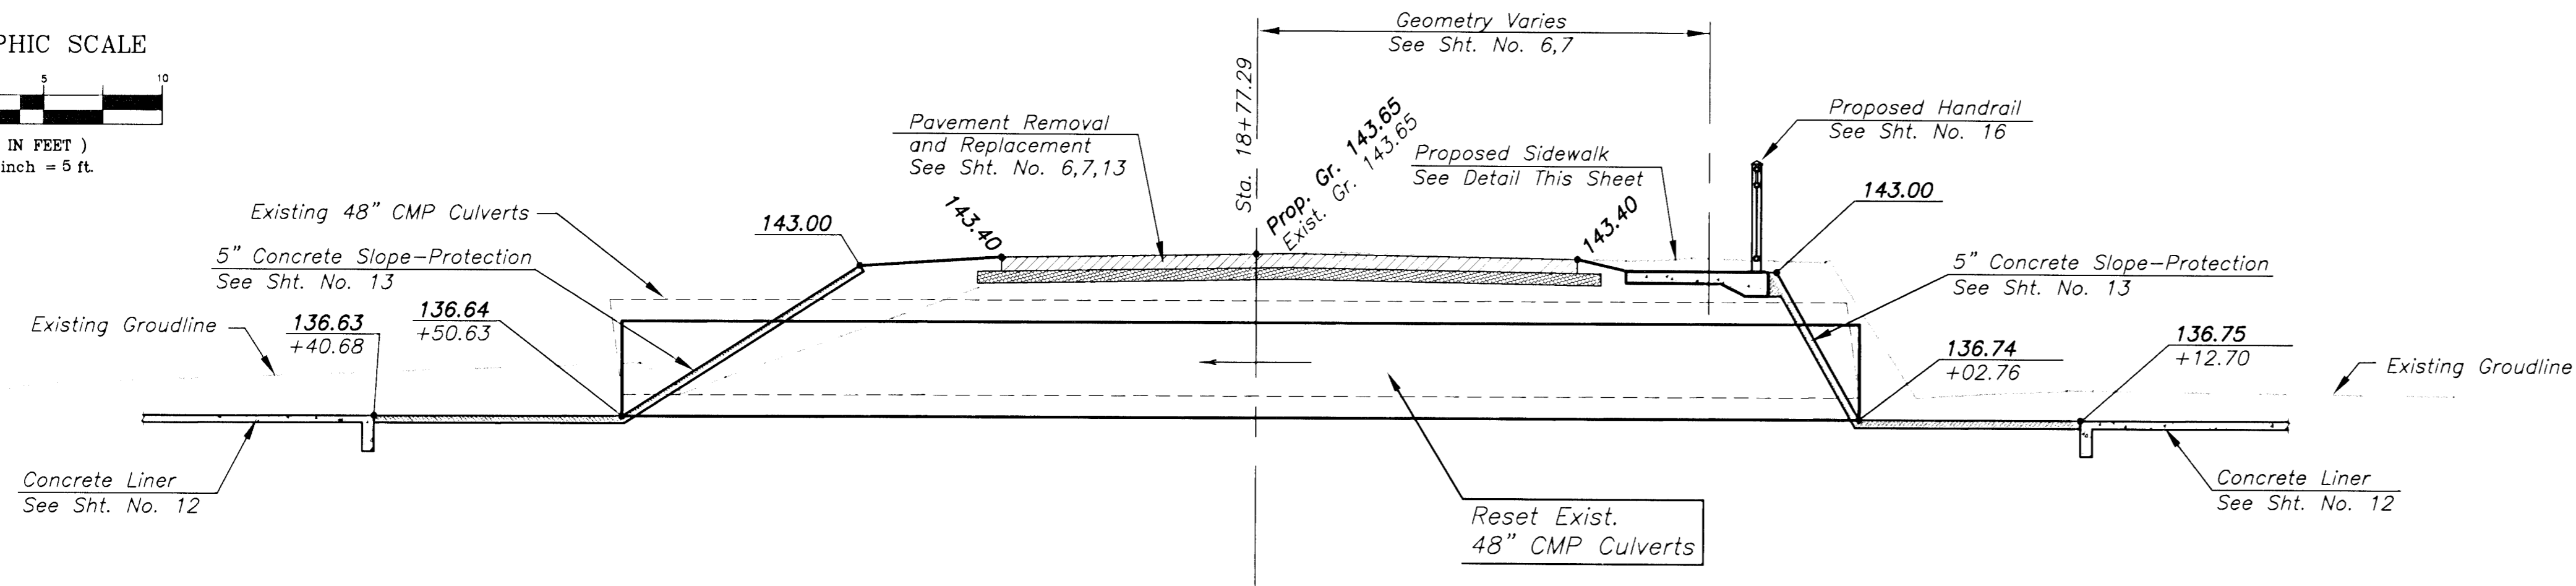 PHIC SCALE
5 10
IN FEET )
inch = 5 ft.
Geometry Varies
See Sht. No. 6,7
Sta. 18+77.29
Prop. Gr. 143.65
Exist. Gr. 143.65
Pavement Removal
and Replacement
See Sht. No. 6,7,13
Proposed Sidewalk
See Detail This Sheet
Proposed Handrail
See Sht. No. 16
143.00
Existing 48" CMP Culverts
143.00
143.40
143.40
5" Concrete Slope-Protection
See Sht. No. 13
5" Concrete Slope-Protection
See Sht. No. 13
Existing Groudline
136.63
+40.68
136.64
+50.63
136.74
+02.76
136.75
+12.70
Existing Groudline
Concrete Liner
See Sht. No. 12
Reset Exist.
48" CMP Culverts
Concrete Liner
See Sht. No. 12